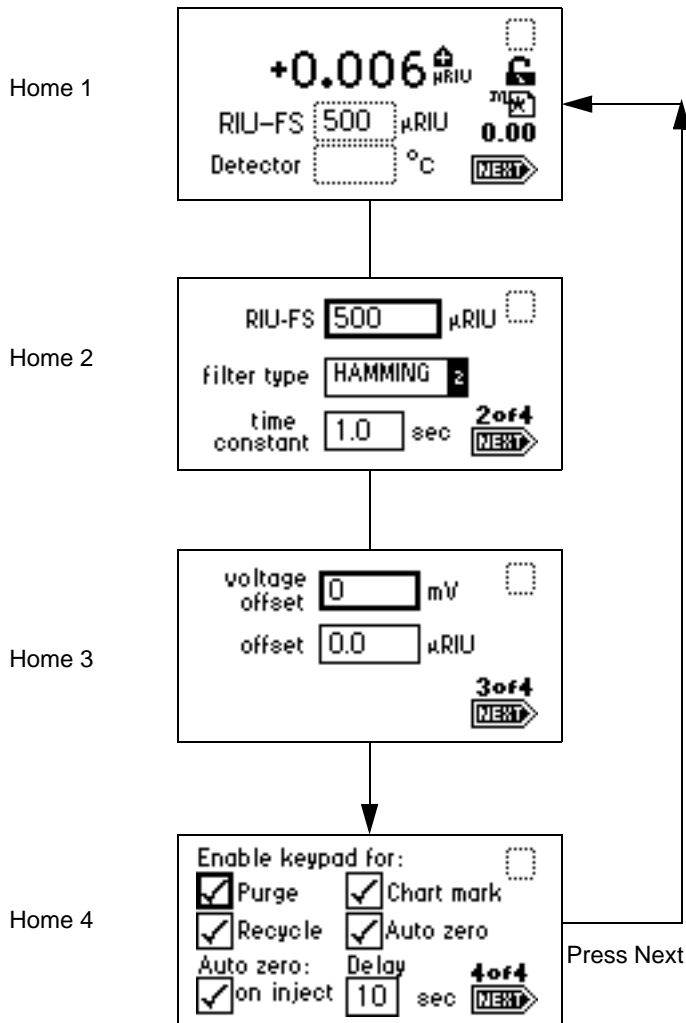 Home 1
+0.006 μRIU
RIU-FS 500 μRIU
0.00
Detector °C
NEXT
Home 2
RIU-FS 500 μRIU
filter type HAMMING 2
time constant 1.0 sec
2of4
NEXT
Home 3
voltage offset 0 mV
offset 0.0 μRIU
3of4
NEXT
Home 4
Enable keypad for:
Purge Chart mark
Recycle Auto zero
Auto zero: Delay
on inject 10 sec
4of4
NEXT
Press Next